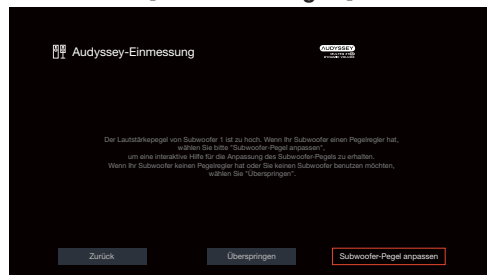 Audyssey-Einmessung
AUDYSSEY
Der Lautstärkepegel von Subwoofer 1 ist zu hoch. Wenn Ihr Subwoofer einen Pegelregler hat,
wählen Sie bitte "Subwoofer-Pegel anpassen",
um eine interaktive Hilfe für die Anpassung des Subwoofer-Pegels zu erhalten.
Wenn Ihr Subwoofer keinen Pegelregler hat oder Sie keinen Subwoofer benutzen möchten,
wählen Sie "Überspringen".
Zurück
Überspringen
Subwoofer-Pegel anpassen